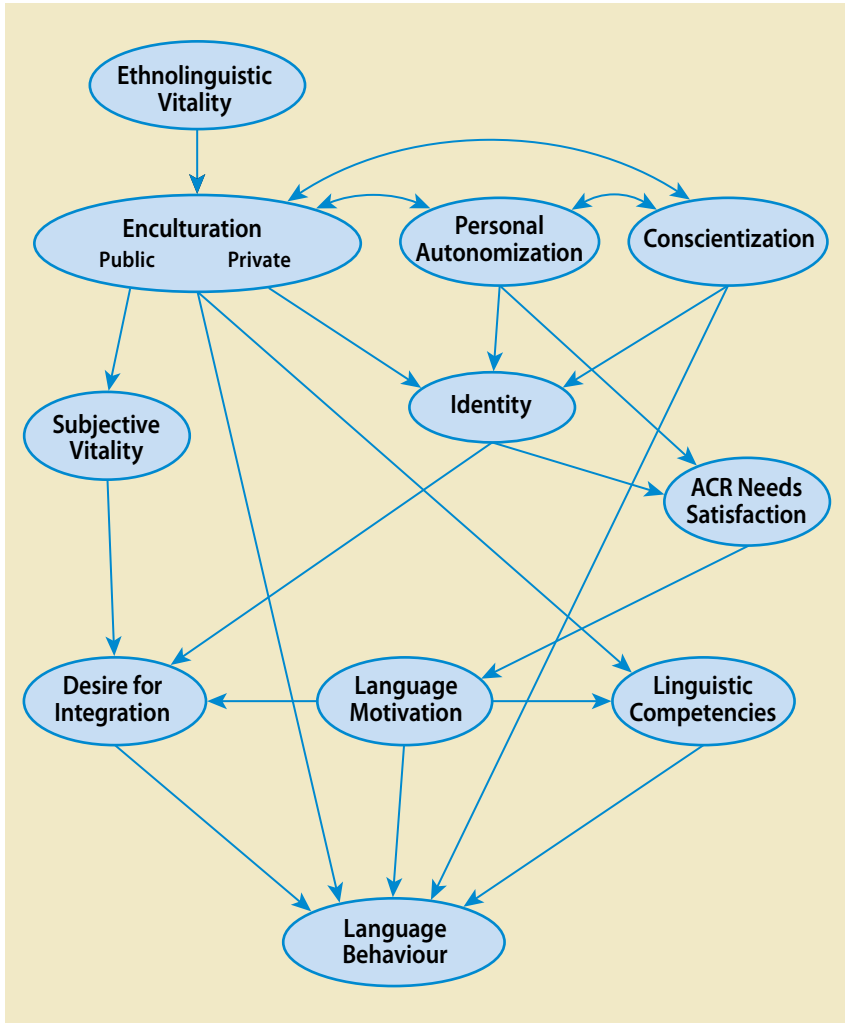 Ethnolinguistic
Vitality
Enculturation
Public Private
Personal
Autonomization
Conscientization
Identity
Subjective
Vitality
ACR Needs
Satisfaction
Desire for
Integration
Language
Motivation
Linguistic
Competencies
Language
Behaviour